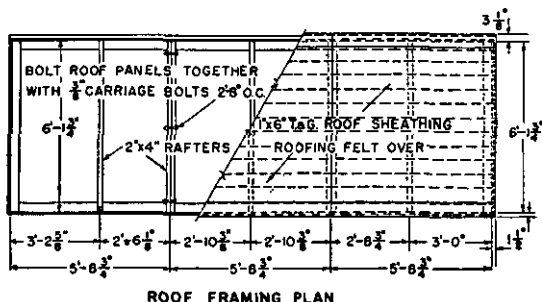 3 1/8"
BOLT ROOF PANELS TOGETHER
WITH 3/8" CARRIAGE BOLTS 2'8" O.C.
6'-1 3/4"
1"x6" T&G. ROOF SHEATHING
6'-1 3/4"
2"x4" RAFTERS
ROOFING FELT OVER
3'-2 5/8" 2'-6 1/8" 2'-10 3/8" 2'-10 3/8" 2'-8 3/4" 3'-0" 1 1/4"
5'-8 3/4" 5'-8 3/4" 5'-8 3/4"
ROOF FRAMING PLAN